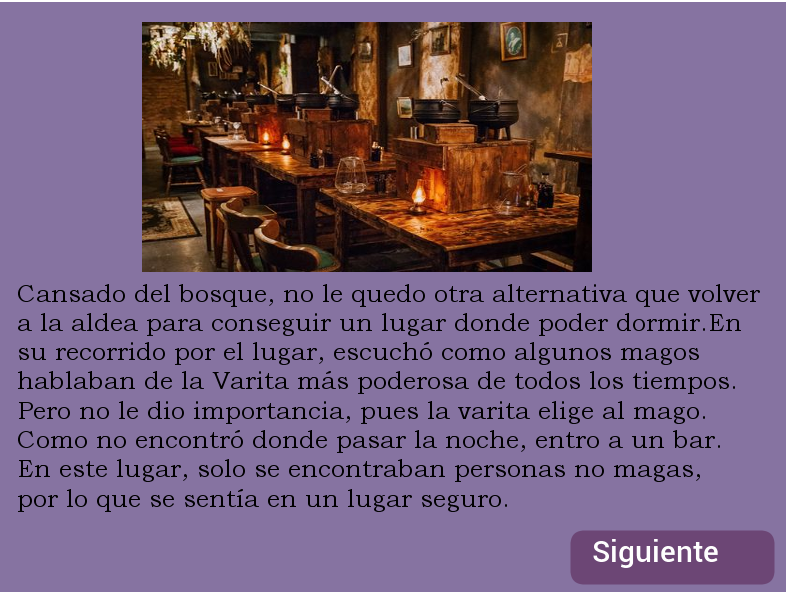 Cansado del bosque, no le quedo otra alternativa que volver
a la aldea para conseguir un lugar donde poder dormir.En
su recorrido por el lugar, escuchó como algunos magos
hablaban de la Varita más poderosa de todos los tiempos.
Pero no le dio importancia, pues la varita elige al mago.
Como no encontró donde pasar la noche, entro a un bar.
En este lugar, solo se encontraban personas no magas,
por lo que se sentía en un lugar seguro.
Siguiente